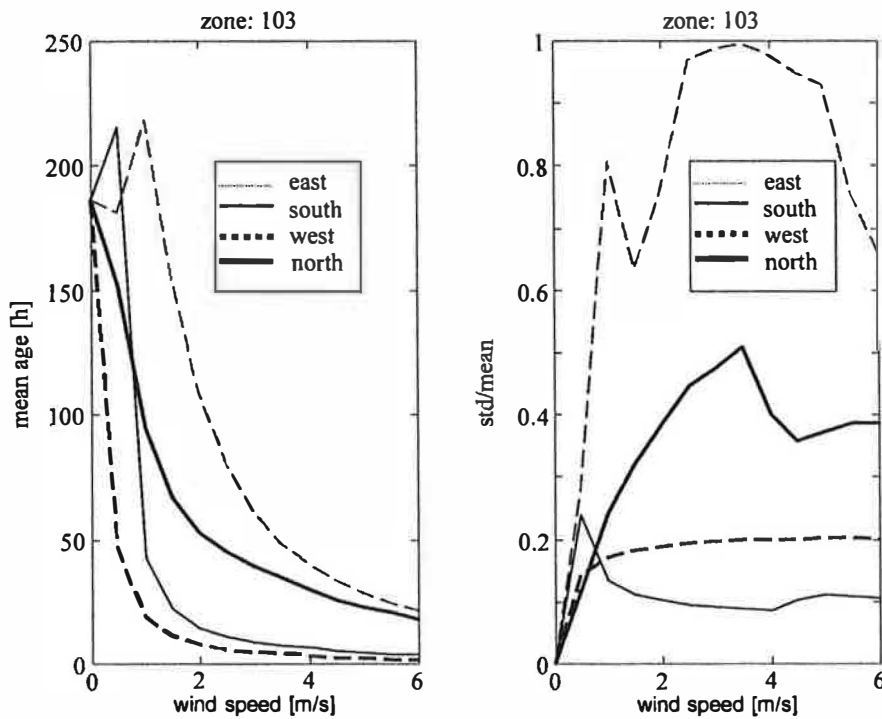 zone: 103
250
200
150
100
50
0
mean age [h]
east
south
west
north
0
2
4
6
wind speed [m/s]
zone: 103
1
0.8
0.6
0.4
0.2
0
std/mean
east
south
west
north
0
2
4
6
wind speed [m/s]